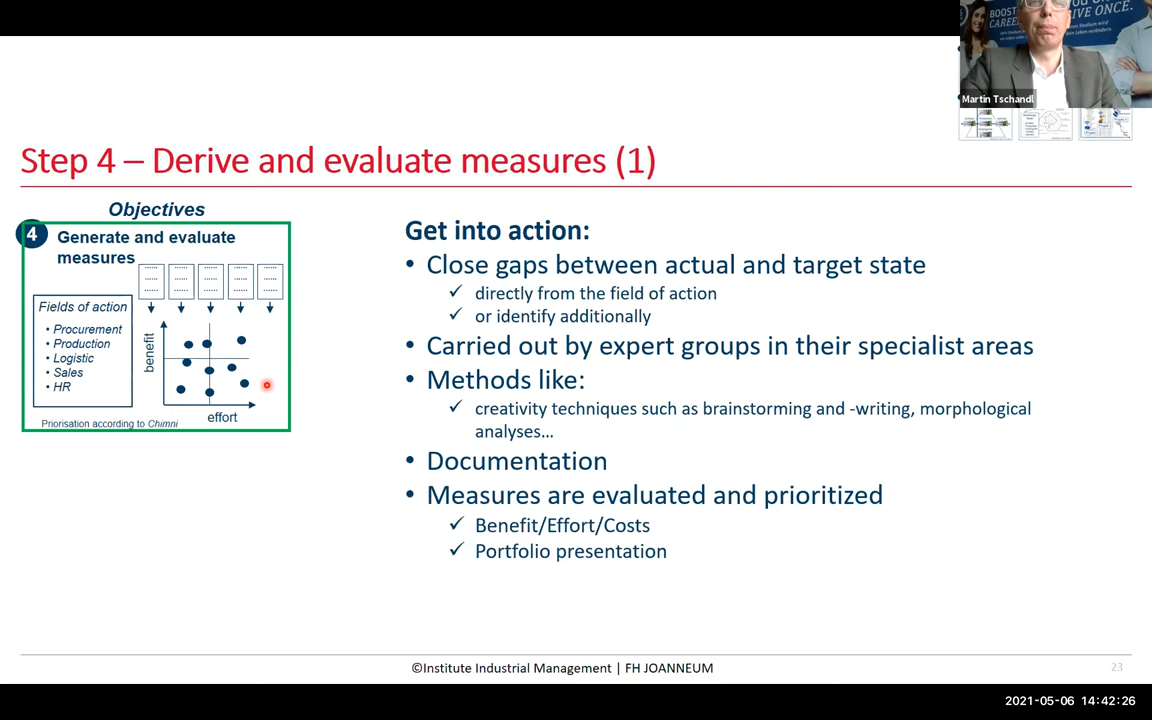 BOOST
CAREER
IVE ONCE.
Martin Tschandl
Step 4 – Derive and evaluate measures (1)
Objectives
4
Generate and evaluate
measures
Fields of action
• Procurement
• Production
• Logistic
• Sales
• HR
benefit
effort
Priorisation according to Chimni
Get into action:
• Close gaps between actual and target state
✓ directly from the field of action
✓ or identify additionally
• Carried out by expert groups in their specialist areas
• Methods like:
✓ creativity techniques such as brainstorming and -writing, morphological
analyses…
• Documentation
• Measures are evaluated and prioritized
✓ Benefit/Effort/Costs
✓ Portfolio presentation
©Institute Industrial Management | FH JOANNEUM
23
2021-05-06 14:42:26